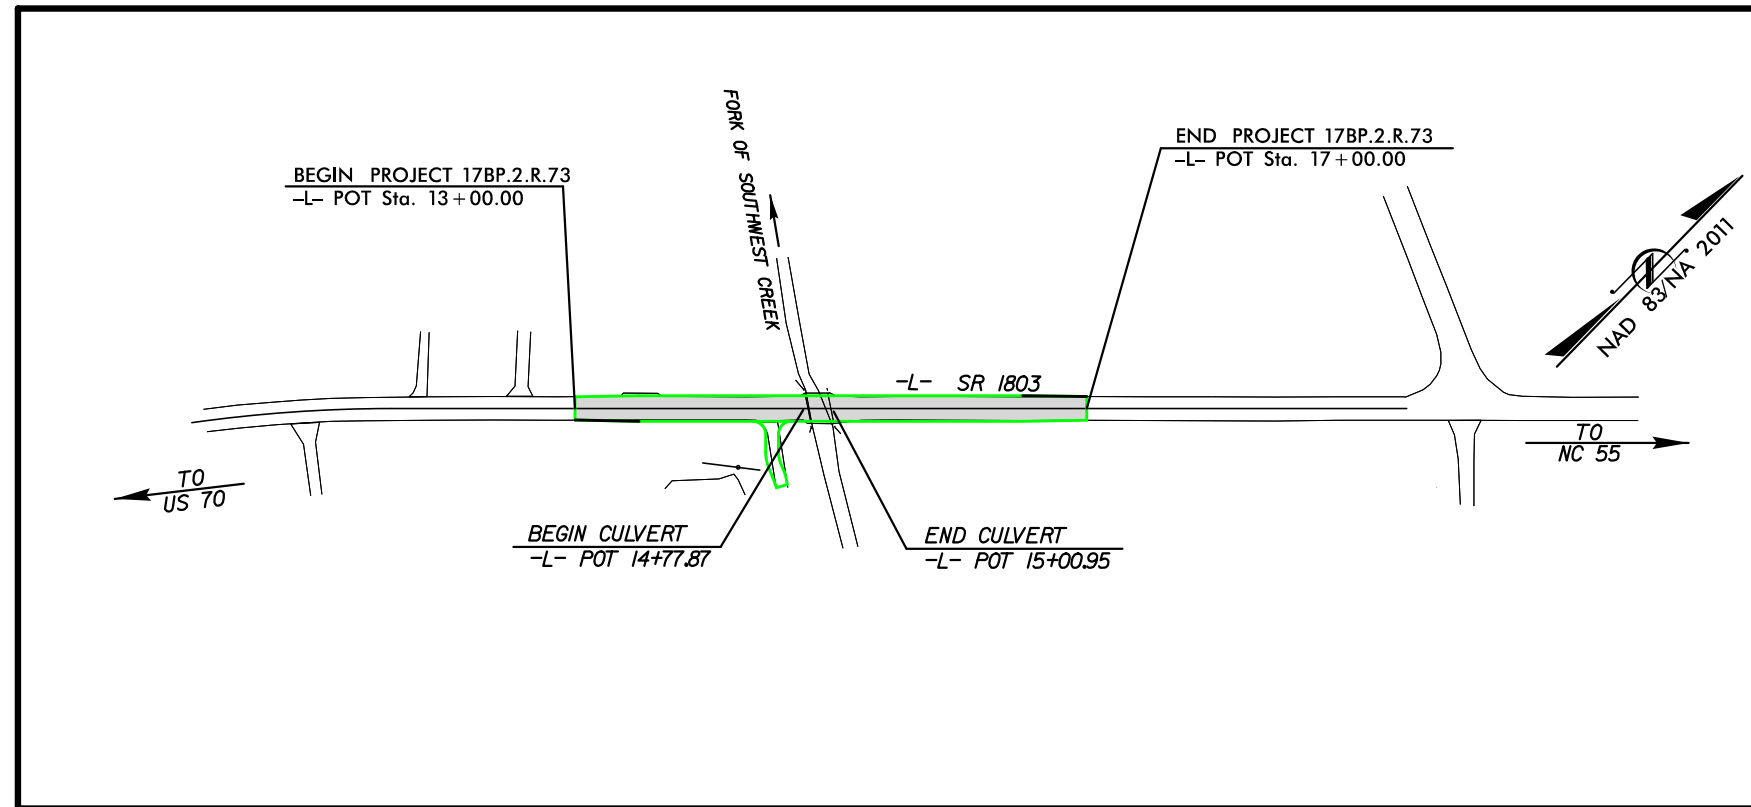 FORK OF SOUTHWEST CREEK
BEGIN PROJECT 17BP.2.R.73
-L- POT Sta. 13+00.00
END PROJECT 17BP.2.R.73
-L- POT Sta. 17+00.00
NAD 83/NA 2011
-L- SR 1803
TO
US 70
TO
NC 55
BEGIN CULVERT
-L- POT 14+77.87
END CULVERT
-L- POT 15+00.95